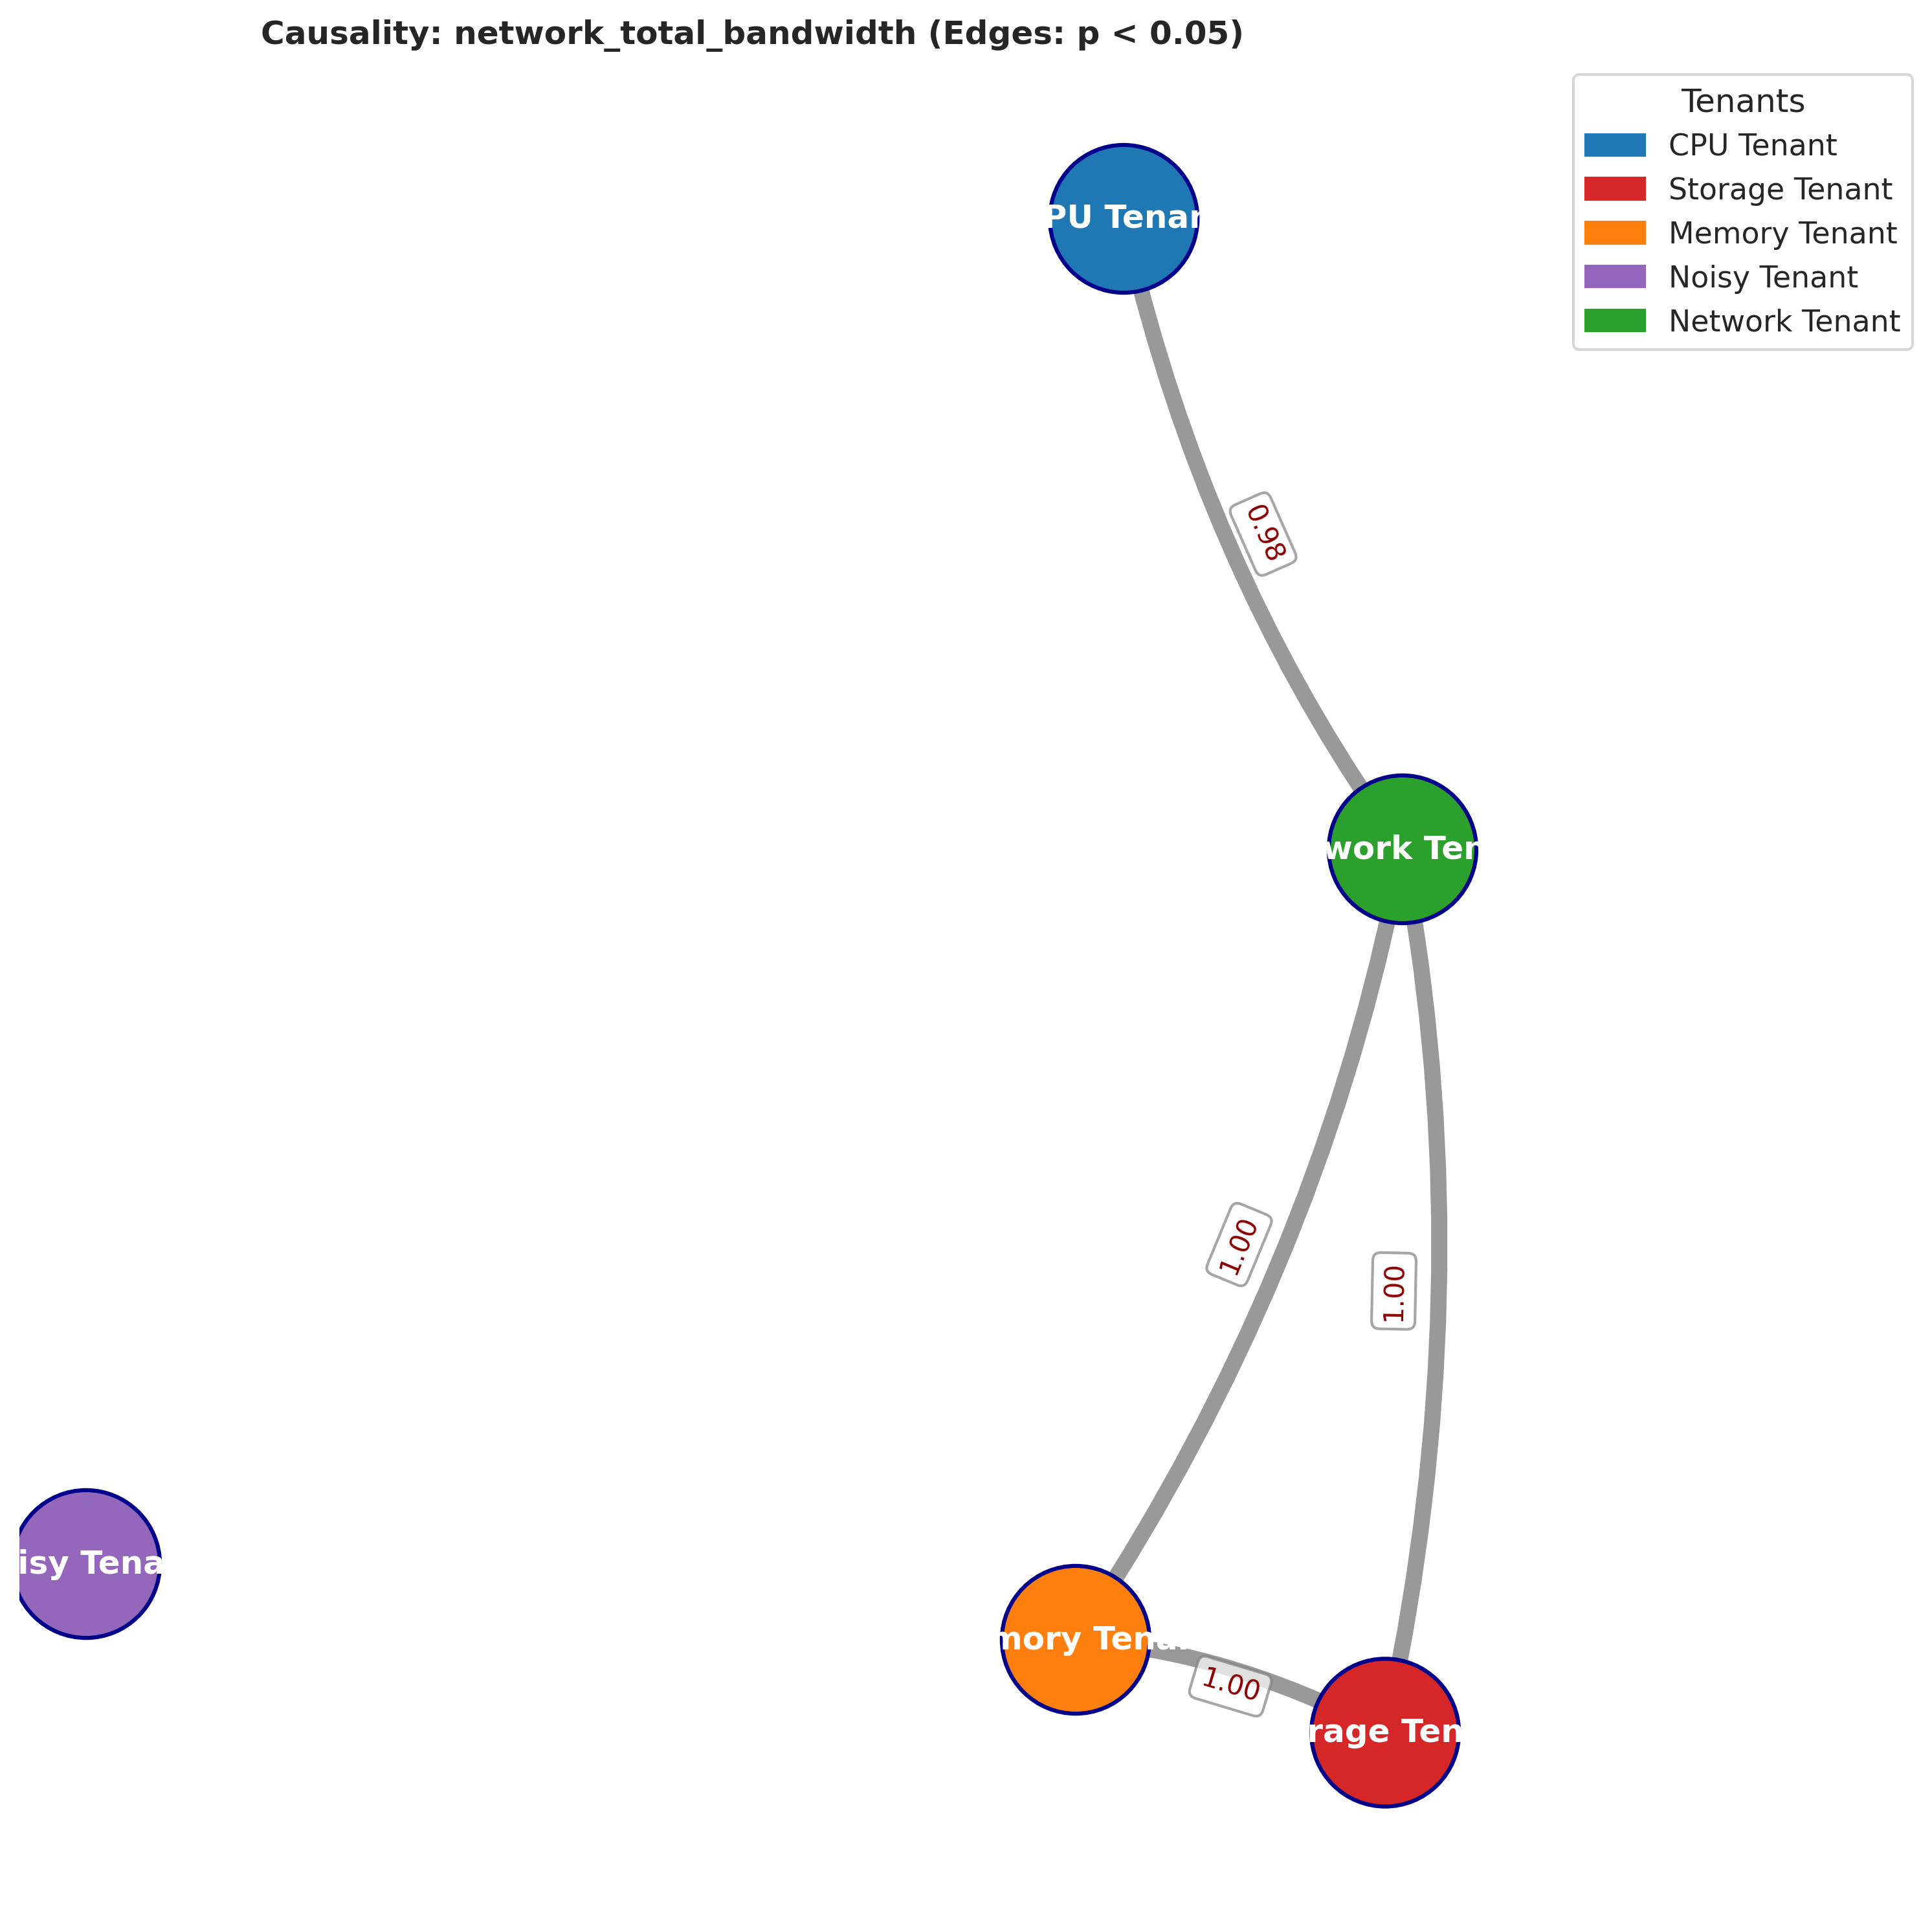 Causality: network_total_bandwidth (Edges: p < 0.05)
Tenants
CPU Tenant
Storage Tenant
Memory Tenant
Noisy Tenant
Network Tenant
PU Tenan
0.98
work Ten
1.00
1.00
isy Tena
mory Tena
1.00
rage Ten